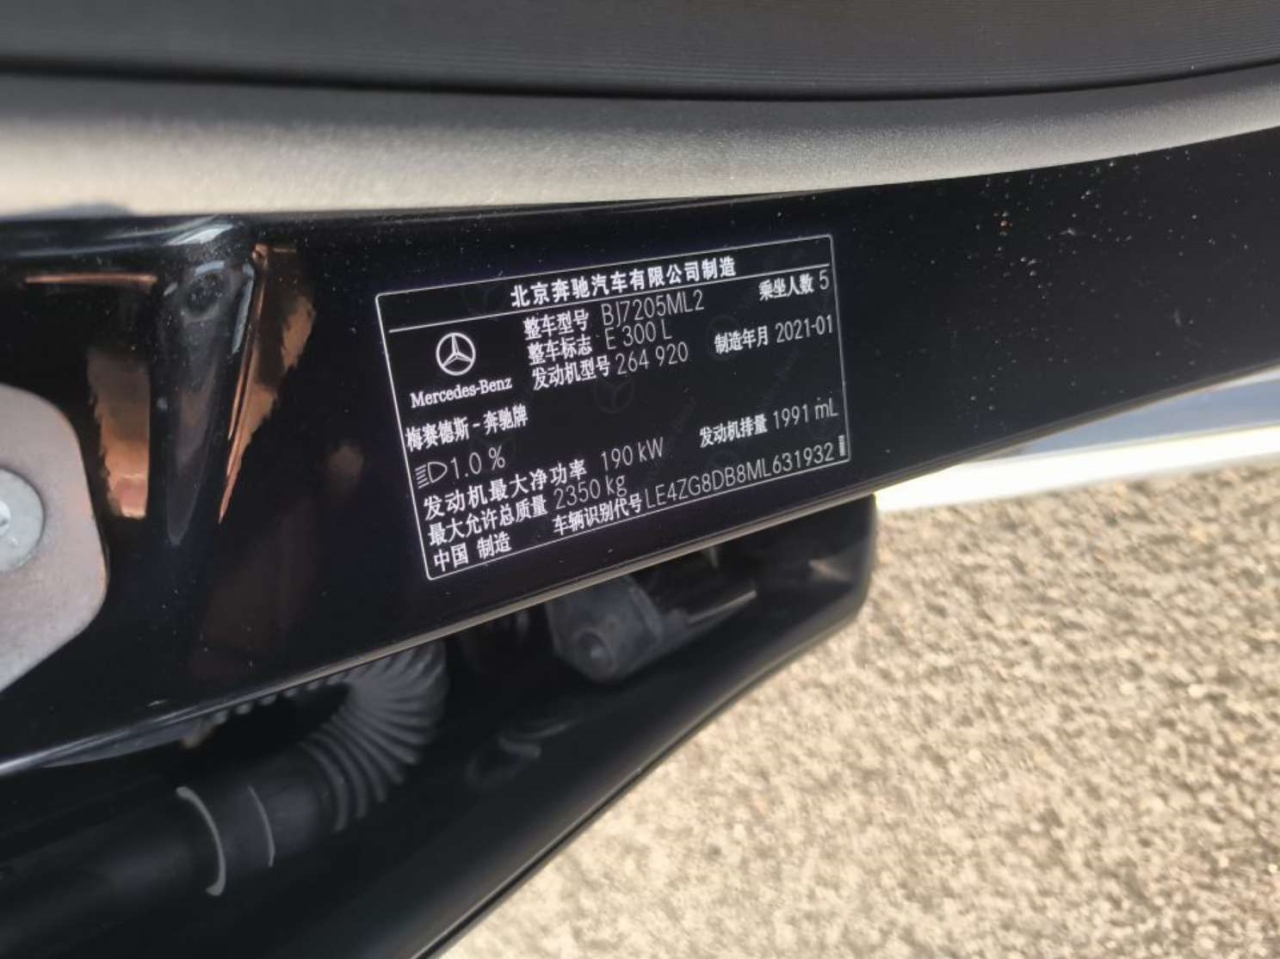 北京奔驰汽车有限公司制造
整车型号 BJ7205ML2 乘坐人数 5
整车标志 E 300 L
发动机型号 264 920 制造年月 2021-01
Mercedes-Benz
梅赛德斯-奔驰牌
1.0 %
发动机最大净功率 190 kW 发动机排量 1991 mL
最大允许总质量 2350 kg
中国 制造 车辆识别代号 LE4ZG8DB8ML631932